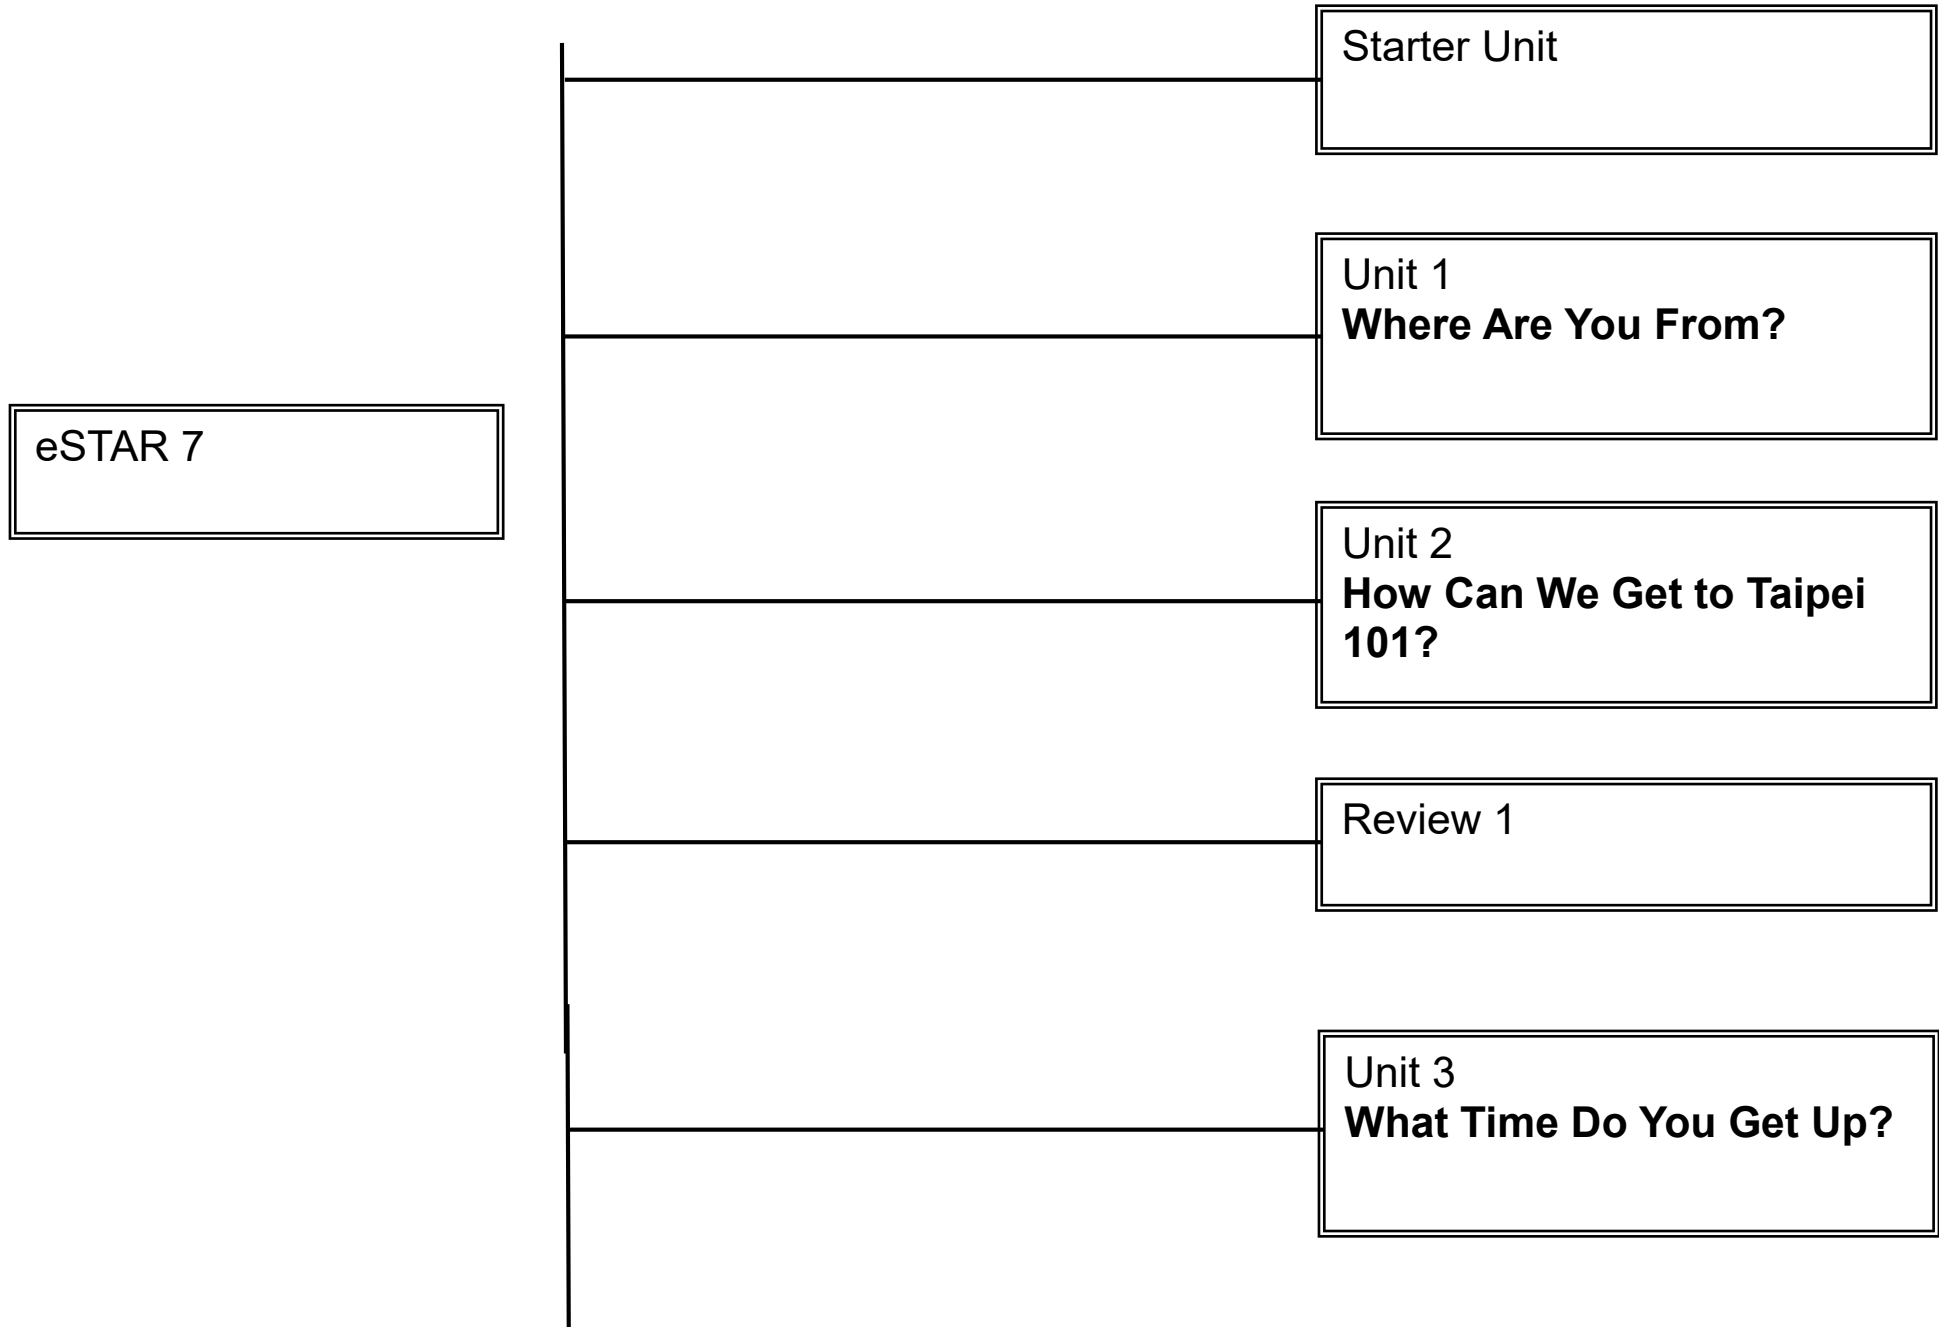 Starter Unit
Unit 1
Where Are You From?
eSTAR 7
Unit 2
How Can We Get to Taipei
101?
Review 1
Unit 3
What Time Do You Get Up?